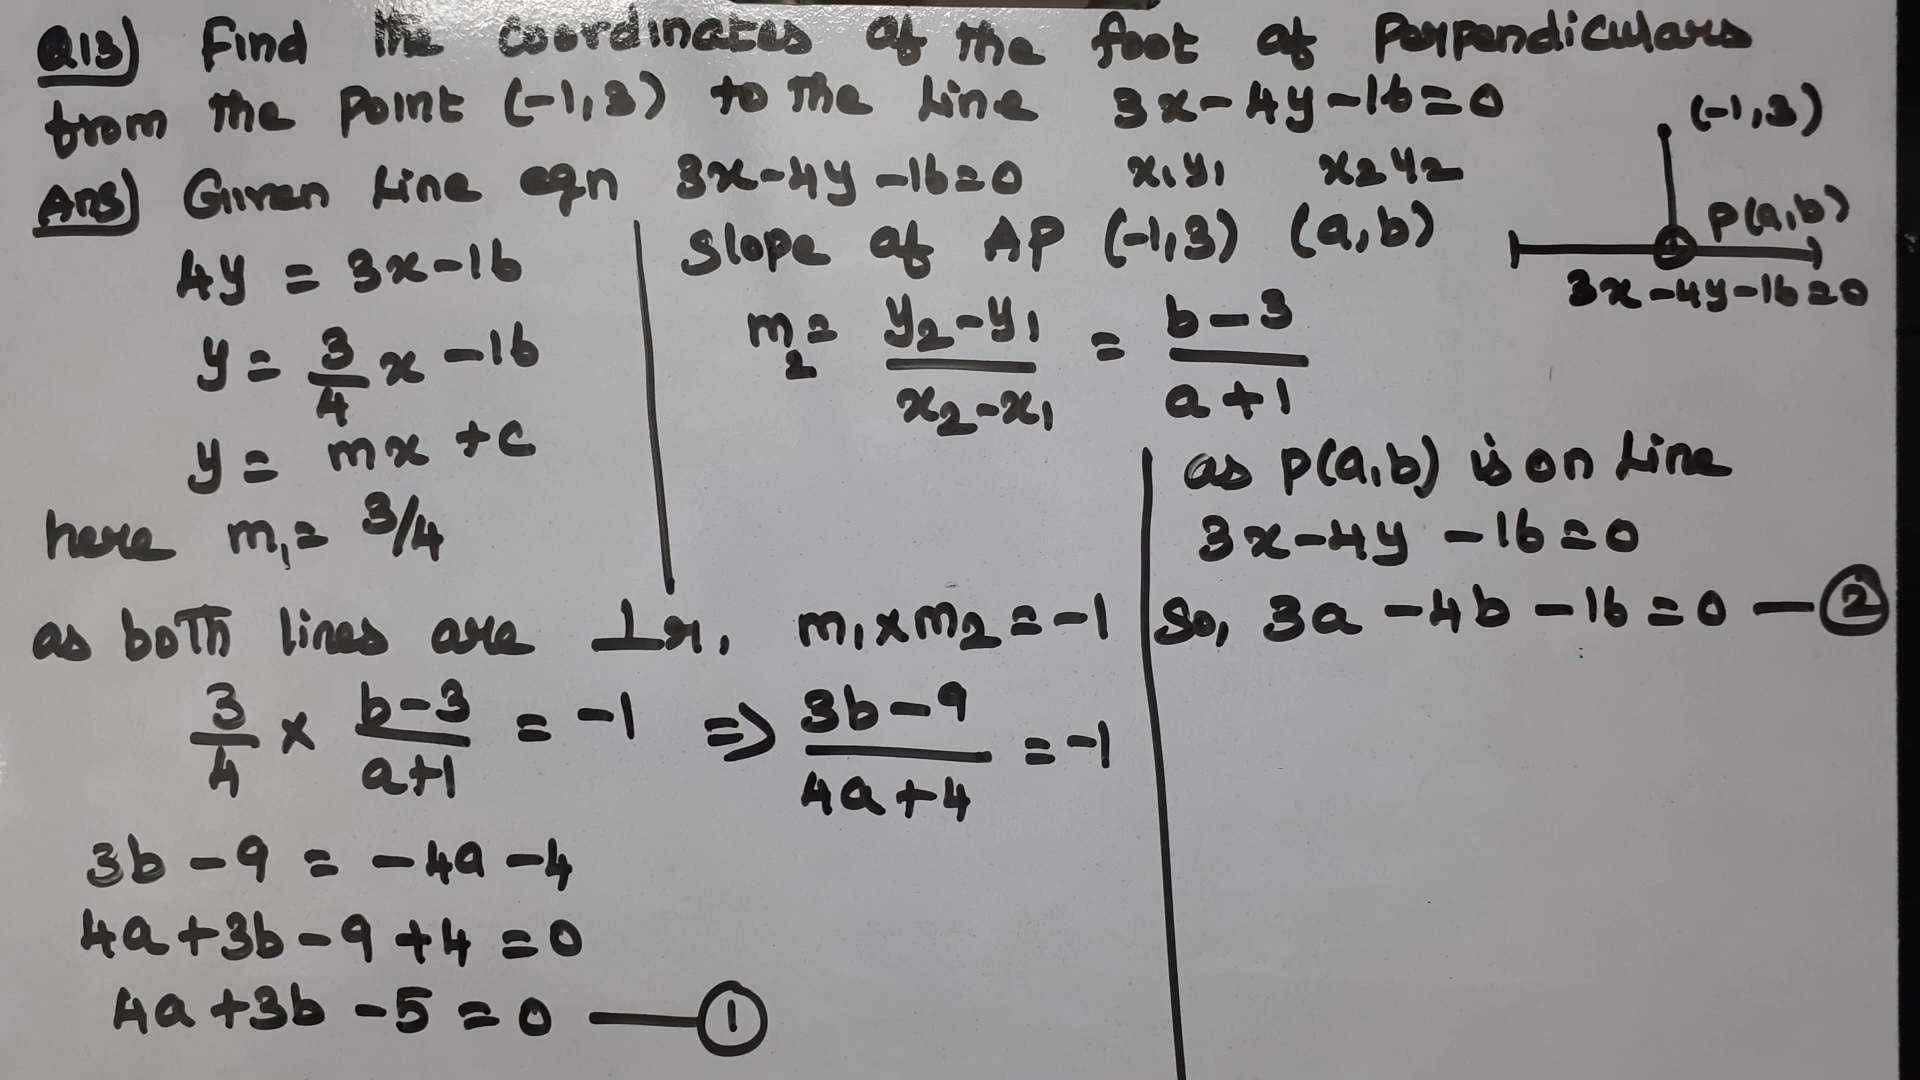 Q13) Find the coordinates of the foot of perpendiculars
from the point (-1,3) to the line 3x-4y-16=0
(-1,3)
P(a,b)
3x-4y-16=0
Ans) Given line eqn 3x-4y-16=0
4y = 3x-16
y = 3/4 x -16
y = mx + c
here m₁ = 3/4
x₁y₁ x₂y₂
slope of AP (-1,3) (a,b)
m₂ = y₂-y₁ / x₂-x₁ = b-3 / a+1
as both lines are ⊥r, m₁ x m₂ = -1
3/4 x b-3 / a+1 = -1 => 3b-9 / 4a+4 = -1
3b - 9 = -4a -4
4a+3b-9+4 = 0
4a+3b-5 = 0 — ①
as P(a,b) is on line
3x-4y-16=0
So, 3a-4b-16=0 — ②